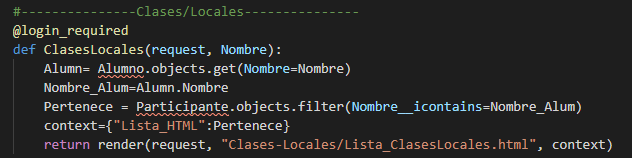 #---------------Clases/Locales---------------
@login_required
def ClasesLocales(request, Nombre):
    Alumn= Alumno.objects.get(Nombre=Nombre)
    Nombre_Alum=Alumn.Nombre
    Pertenece = Participante.objects.filter(Nombre__icontains=Nombre_Alum)
    context={"Lista_HTML":Pertenece}
    return render(request, "Clases-Locales/Lista_ClasesLocales.html", context)